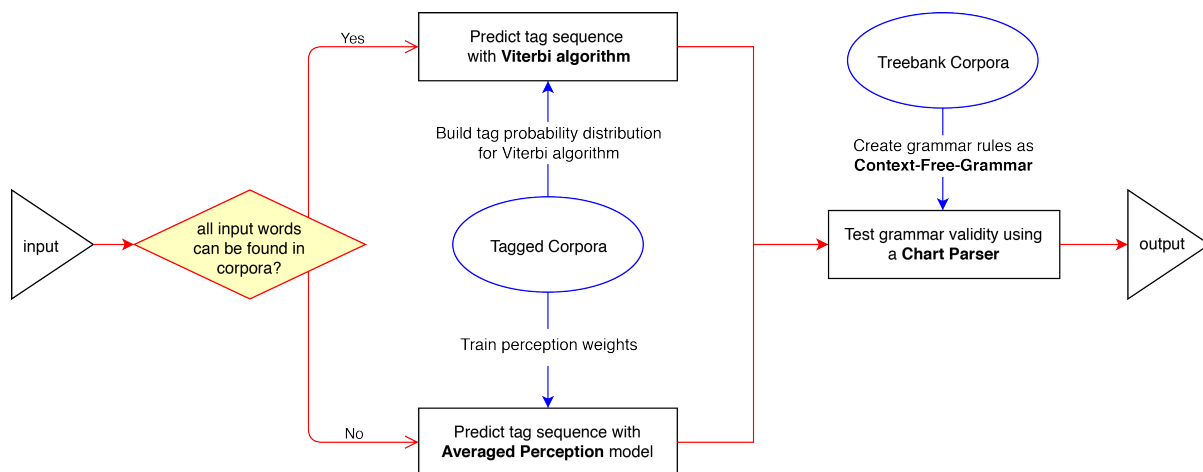 input
all input words
can be found in
corpora?
Yes
No
Predict tag sequence
with Viterbi algorithm
Build tag probability distribution
for Viterbi algorithm
Tagged Corpora
Train perception weights
Predict tag sequence with
Averaged Perception model
Treebank Corpora
Create grammar rules as
Context-Free-Grammar
Test grammar validity using
a Chart Parser
output